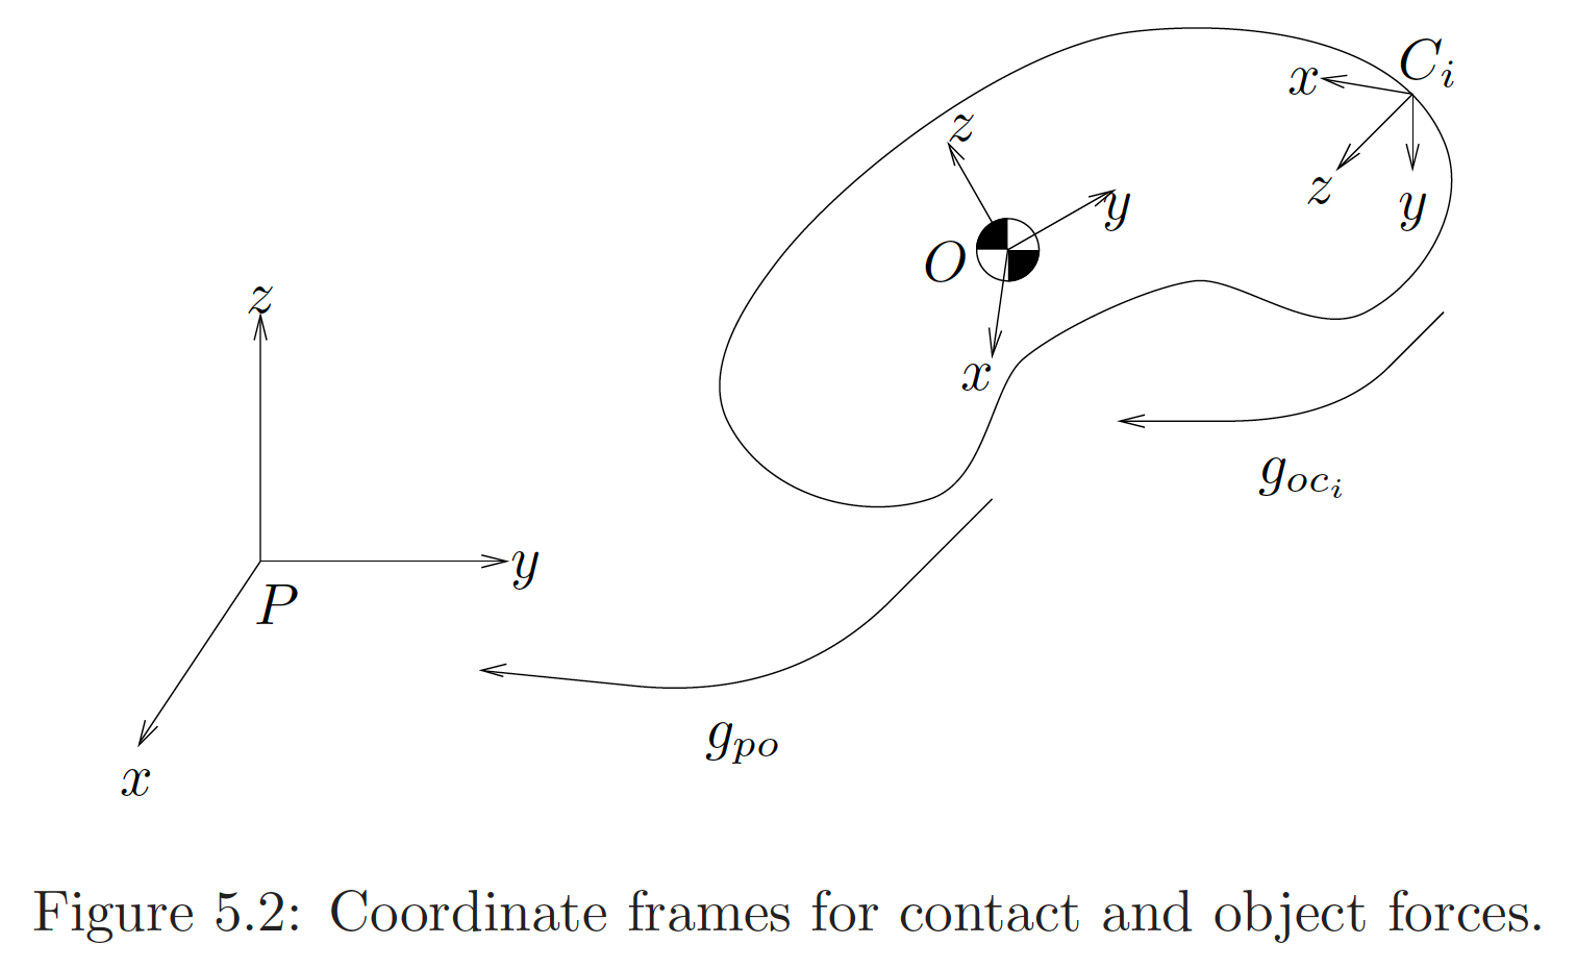 C_i
x
z
z
y
y
O
x
z
g_{oc_i}
y
P
g_{po}
x
Figure 5.2: Coordinate frames for contact and object forces.